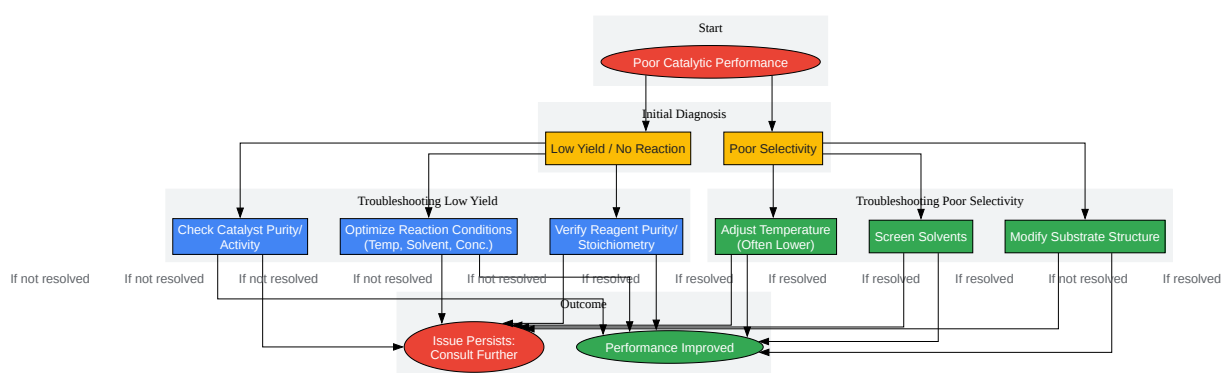 Start
Poor Catalytic Performance
Initial Diagnosis
Low Yield / No Reaction
Poor Selectivity
Troubleshooting Low Yield
Troubleshooting Poor Selectivity
Check Catalyst Purity/
Activity
Optimize Reaction Conditions
(Temp, Solvent, Conc.)
Verify Reagent Purity/
Stoichiometry
Adjust Temperature
(Often Lower)
Screen Solvents
Modify Substrate Structure
If not resolved
If not resolved
If not resolved
If not resolved
If not resolved
If resolved
If resolved
If resolved
If resolved
If resolved
If not resolved
If resolved
Outcome
Issue Persists:
Consult Further
Performance Improved